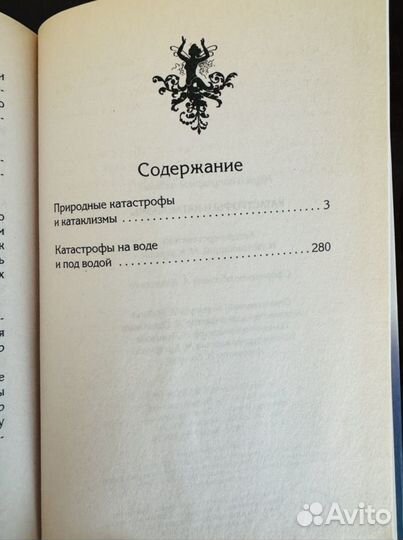 Содержание
Природные катастрофы
и катаклизмы .................... 3
Катастрофы на воде
и под водой .................... 280
Avito